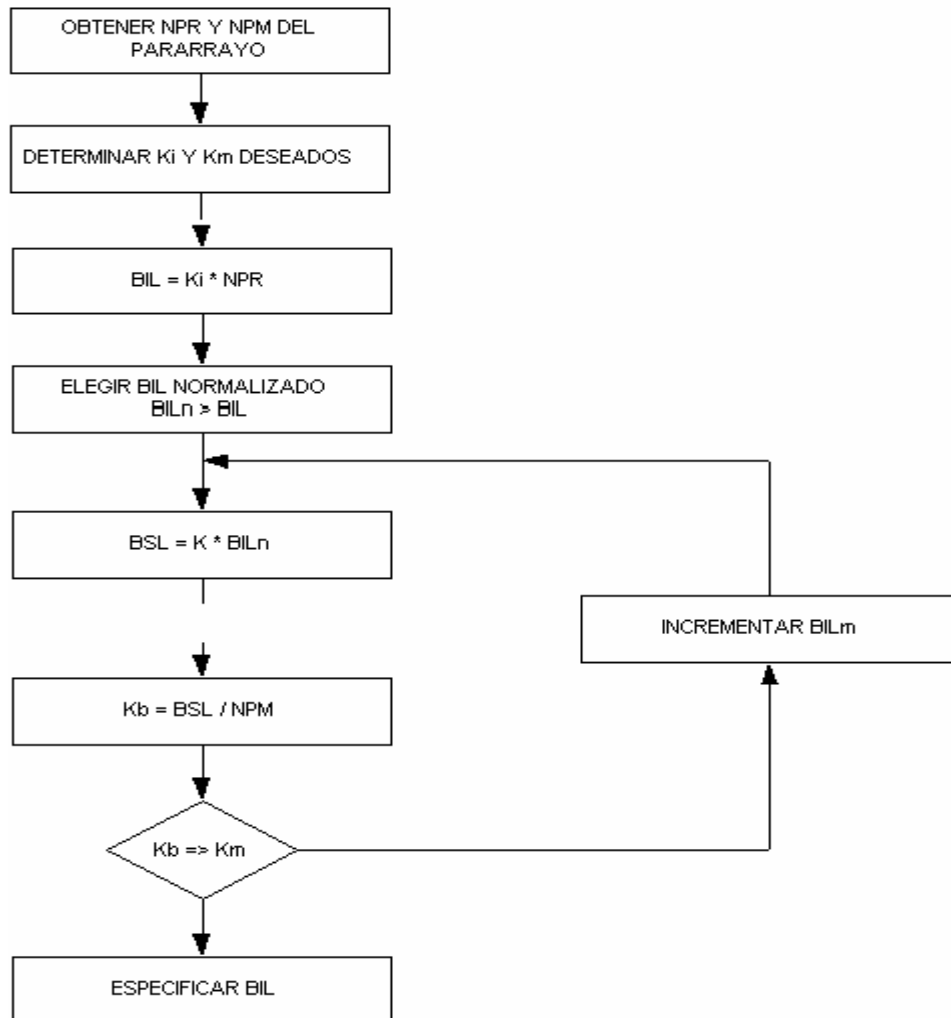 OBTENER NPR Y NPM DEL
PARARRAYO
DETERMINAR Ki Y Km DESEADOS
BIL = Ki * NPR
ELEGIR BIL NORMALIZADO
BILn > BIL
BSL = K * BILn
INCREMENTAR BILm
Kb = BSL / NPM
Kb => Km
ESPECIFICAR BIL